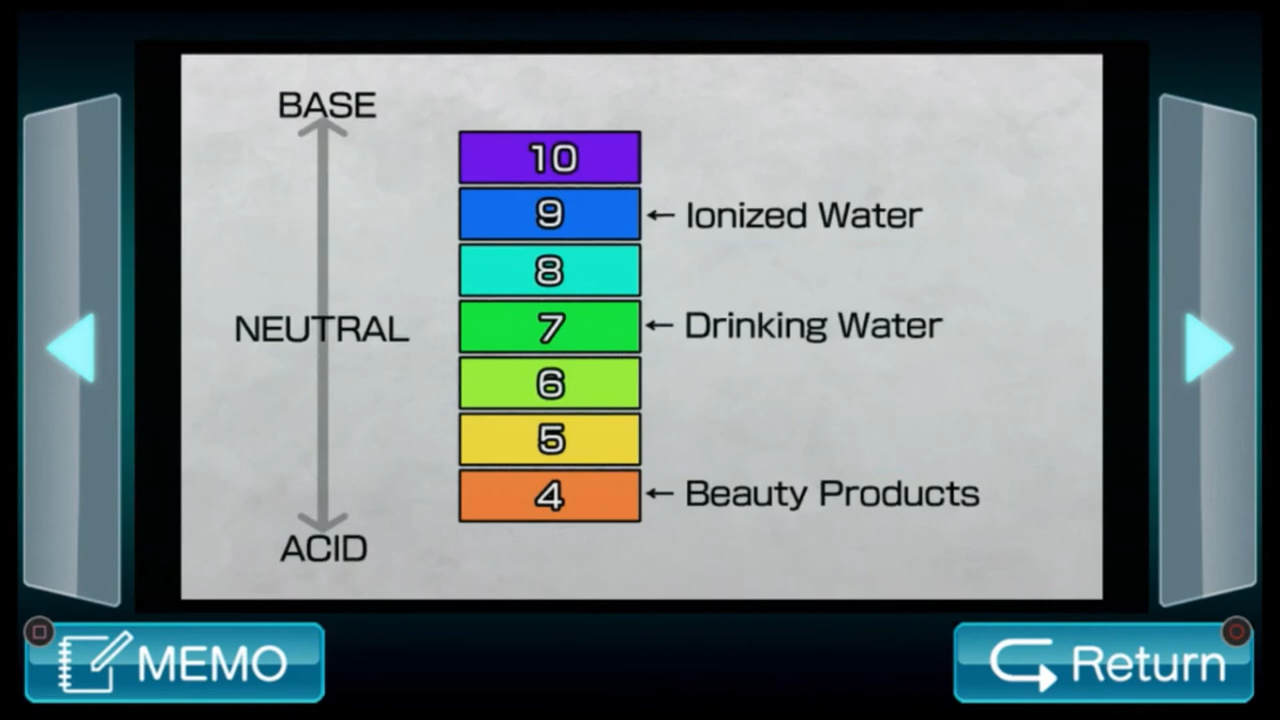 BASE
10
9 ← Ionized Water
8
NEUTRAL
7 ← Drinking Water
6
5
4 ← Beauty Products
ACID
MEMO
Return